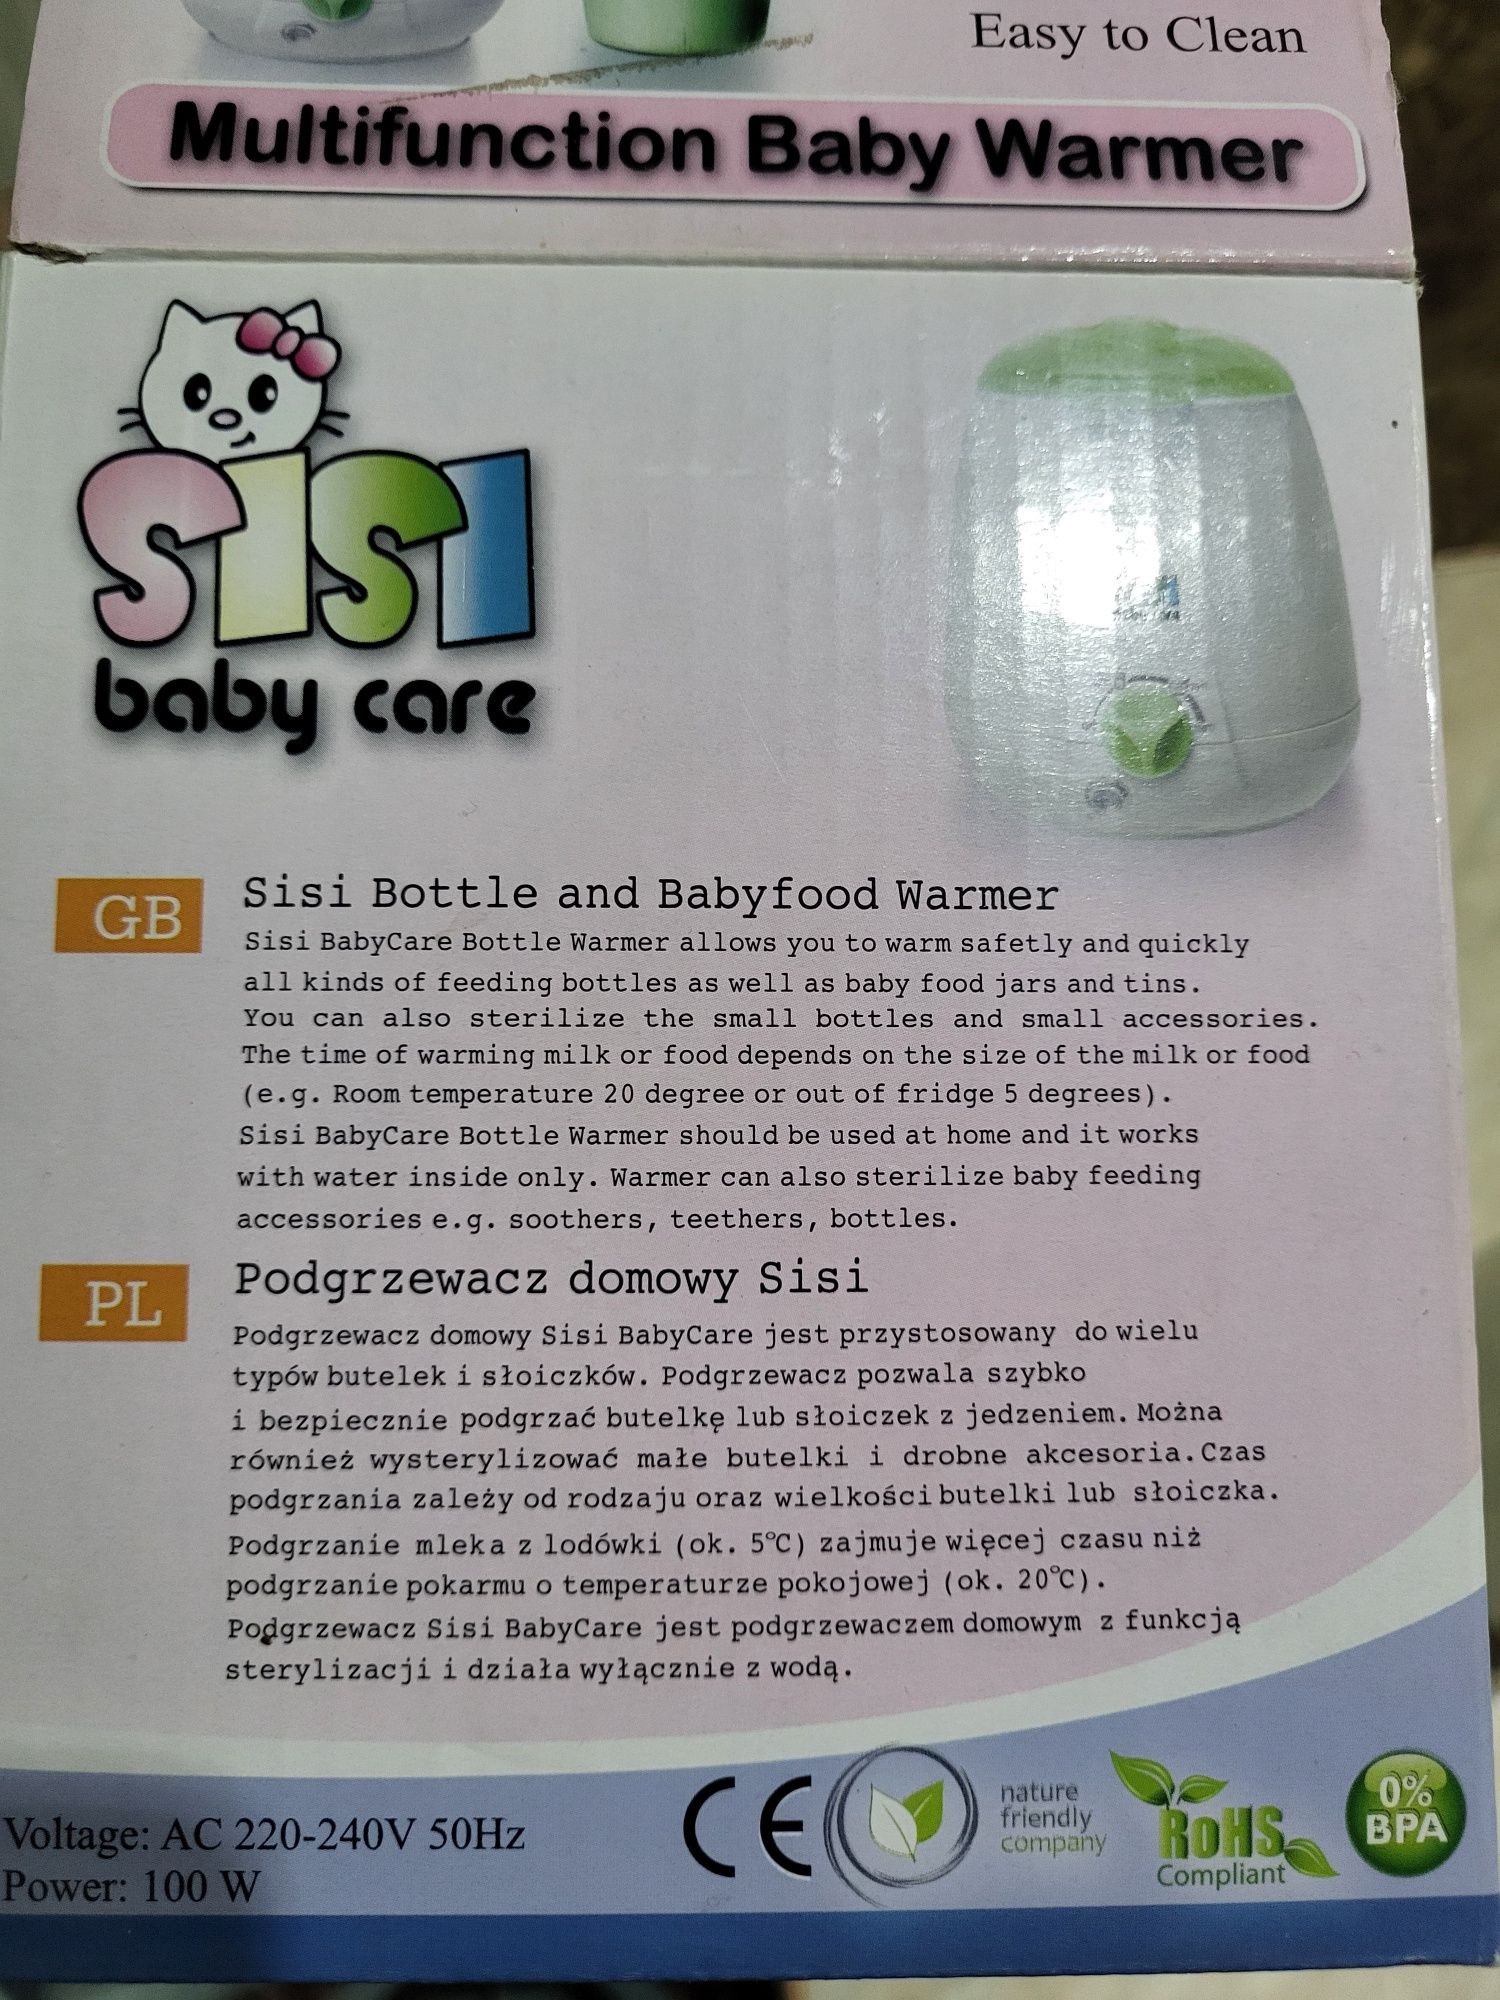 Easy to Clean
Multifunction Baby Warmer
SISI
baby care
GB
Sisi Bottle and Babyfood Warmer
Sisi BabyCare Bottle Warmer allows you to warm safetly and quickly
all kinds of feeding bottles as well as baby food jars and tins.
You can also sterilize the small bottles and small accessories.
The time of warming milk or food depends on the size of the milk or food
(e.g. Room temperature 20 degree or out of fridge 5 degrees).
Sisi BabyCare Bottle Warmer should be used at home and it works
with water inside only. Warmer can also sterilize baby feeding
accessories e.g. soothers, teethers, bottles.
PL
Podgrzewacz domowy Sisi
Podgrzewacz domowy Sisi BabyCare jest przystosowany do wielu
typów butelek i słoiczków. Podgrzewacz pozwala szybko
i bezpiecznie podgrzać butelkę lub słoiczek z jedzeniem. Można
również wysterylizować małe butelki i drobne akcesoria. Czas
podgrzania zależy od rodzaju oraz wielkości butelki lub słoiczka.
Podgrzanie mleka z lodówki (ok. 5°C) zajmuje więcej czasu niż
podgrzanie pokarmu o temperaturze pokojowej (ok. 20°C).
Podgrzewacz Sisi BabyCare jest podgrzewaczem domowym z funkcją
sterylizacji i działa wyłącznie z wodą.
Voltage: AC 220-240V 50Hz
Power: 100 W
CE
nature
friendly
company
RoHS
Compliant
0%
BPA